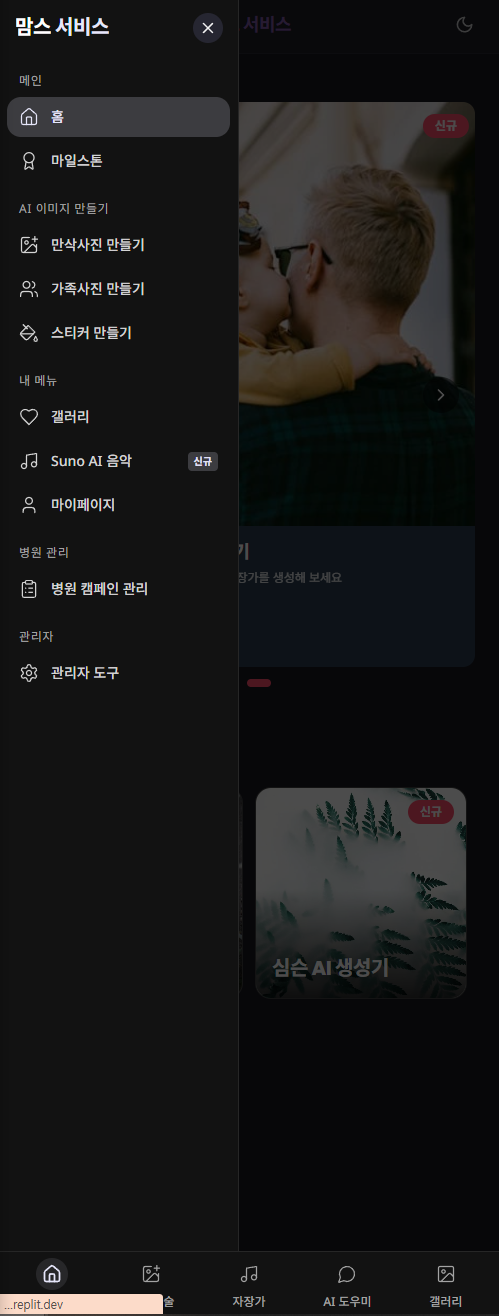 맘스 서비스
서비스
메인
신규
홈
마일스톤
AI 이미지 만들기
만삭사진 만들기
가족사진 만들기
스티커 만들기
내 메뉴
갤러리
Suno AI 음악
신규
마이페이지
병원 관리
기
장가를 생성해 보세요
병원 캠페인 관리
관리자
관리자 도구
신규
심슨 AI 생성기
...replit.dev
술
자장가
AI 도우미
갤러리